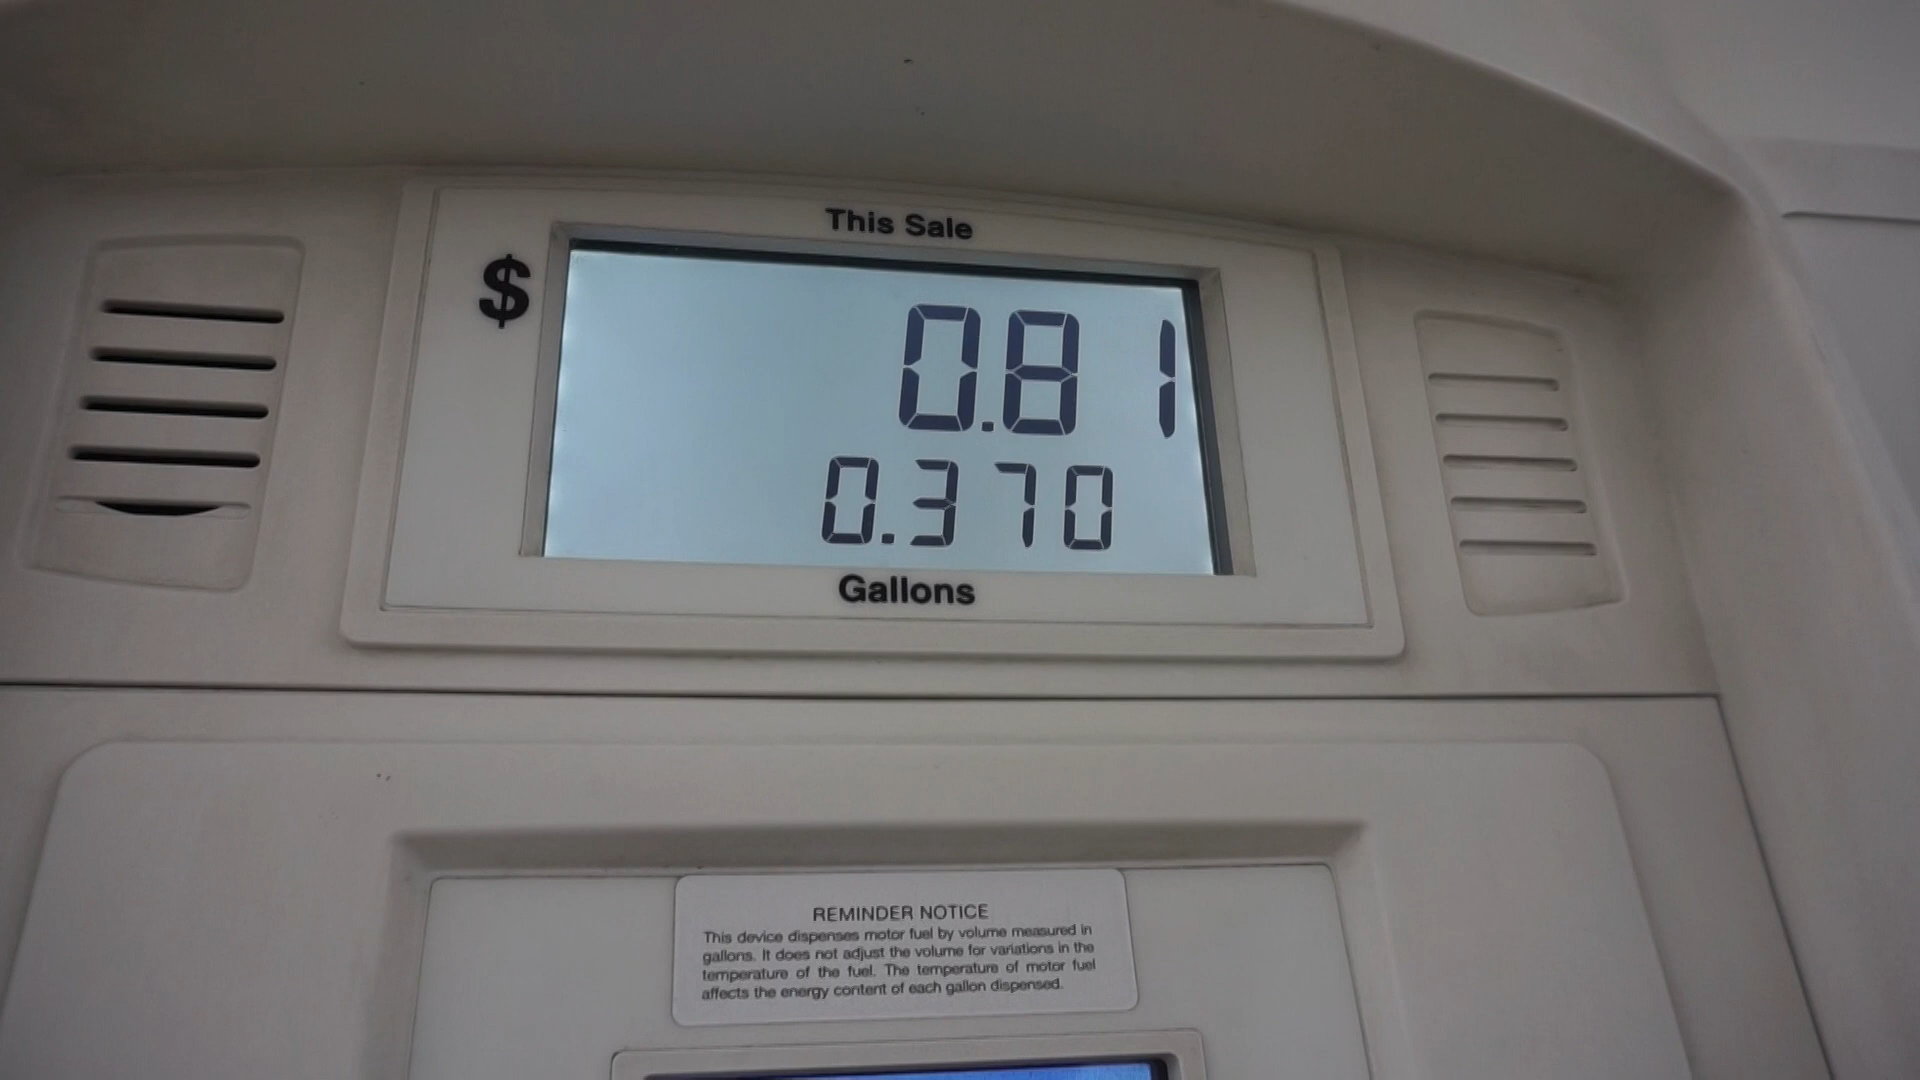 This Sale
$
0.81
0.370
Gallons
REMINDER NOTICE
This device dispenses motor fuel by volume measured in
gallons. It does not adjust the volume for variations in the
temperature of the fuel. The temperature of motor fuel
affects the energy content of each gallon dispensed.